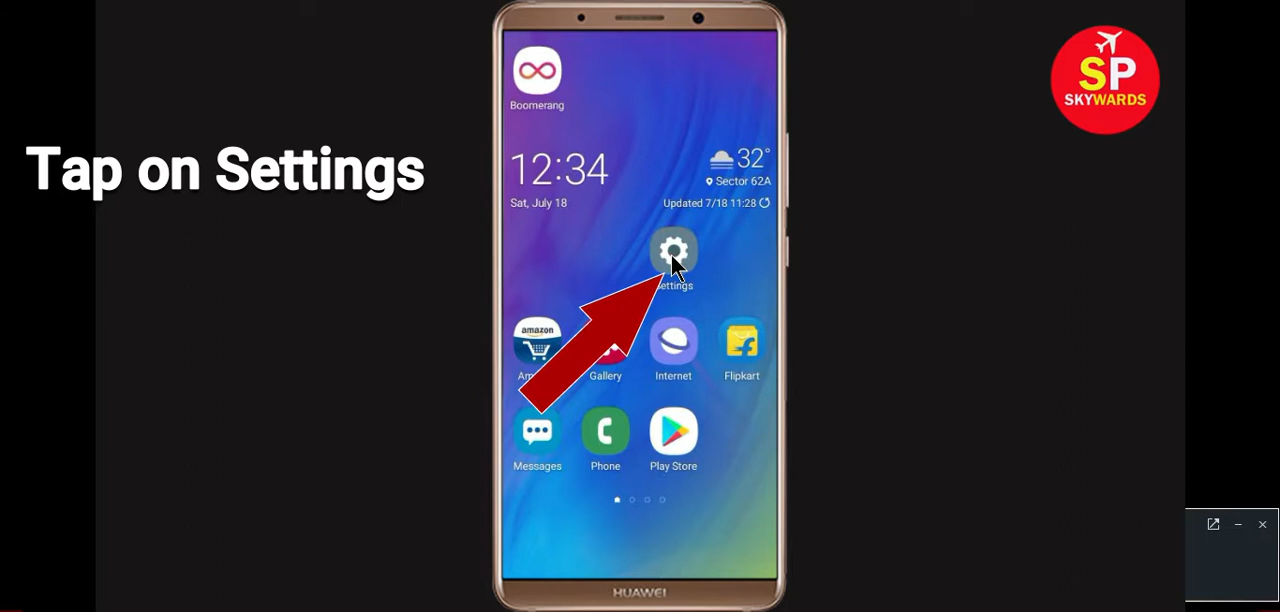 Boomerang
SP
SKYWARDS
Tap on Settings
12:34
32°
Sector 62A
Sat, July 18
Updated 7/18 11:28
amazon
Gallery
Internet
Flipkart
Messages
Phone
Play Store
HUAWEI